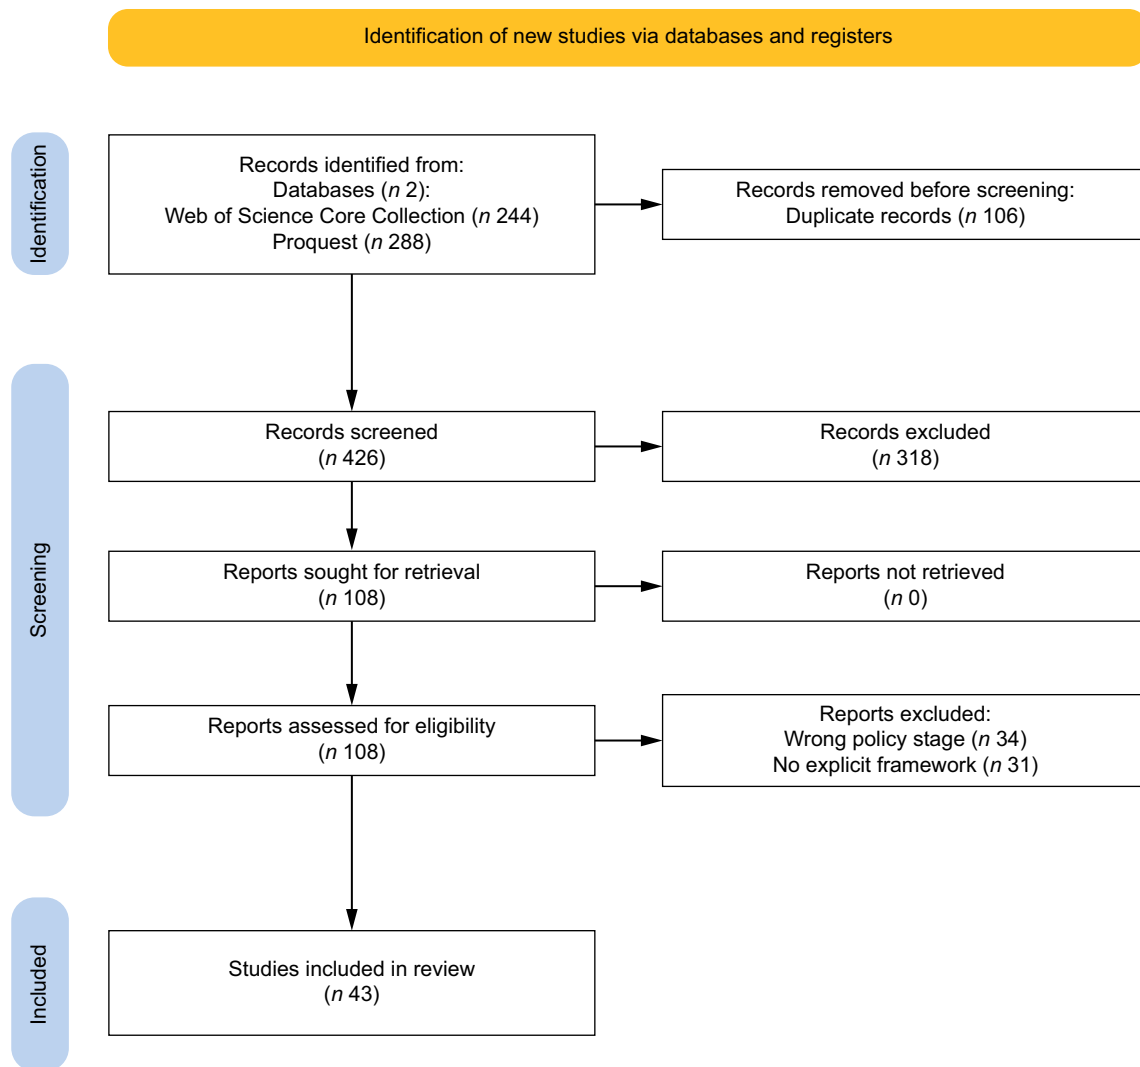 Identification of new studies via databases and registers
Identification
Records identified from:
Databases (n 2):
Web of Science Core Collection (n 244)
Proquest (n 288)
Records removed before screening:
Duplicate records (n 106)
Screening
Records screened
(n 426)
Records excluded
(n 318)
Reports sought for retrieval
(n 108)
Reports not retrieved
(n 0)
Reports assessed for eligibility
(n 108)
Reports excluded:
Wrong policy stage (n 34)
No explicit framework (n 31)
Included
Studies included in review
(n 43)